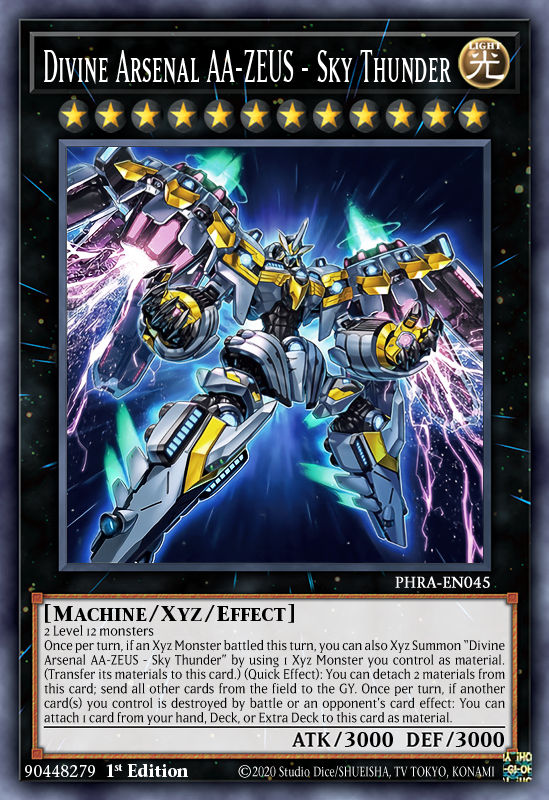 Divine Arsenal AA-ZEUS - Sky Thunder
LIGHT
光
PHRA-EN045
[Machine/Xyz/Effect]
2 Level 12 monsters
Once per turn, if an Xyz Monster battled this turn, you can also Xyz Summon “Divine
Arsenal AA-ZEUS - Sky Thunder” by using 1 Xyz Monster you control as material.
(Transfer its materials to this card.) (Quick Effect): You can detach 2 materials from
this card; send all other cards from the field to the GY. Once per turn, if another
card(s) you control is destroyed by battle or an opponent's card effect: You can
attach 1 card from your hand, Deck, or Extra Deck to this card as material.
ATK/3000 DEF/3000
90448279 1st Edition ©2020 Studio Dice/SHUEISHA, TV TOKYO, KONAMI